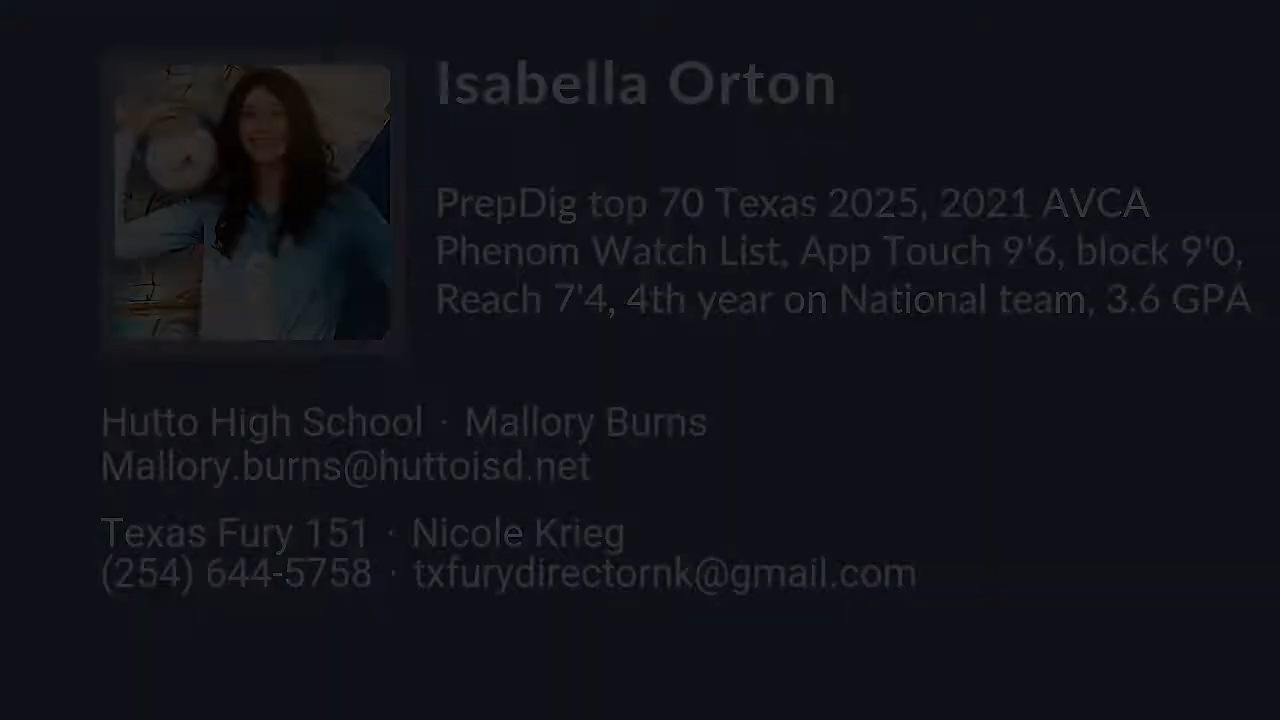 Isabella Orton
PrepDig top 70 Texas 2025, 2021 AVCA
Phenom Watch List, App Touch 9'6, block 9'0,
Reach 7'4, 4th year on National team, 3.6 GPA
Hutto High School · Mallory Burns
Mallory.burns@huttoisd.net
Texas Fury 151 · Nicole Krieg
(254) 644-5758 · txfurydirectornk@gmail.com